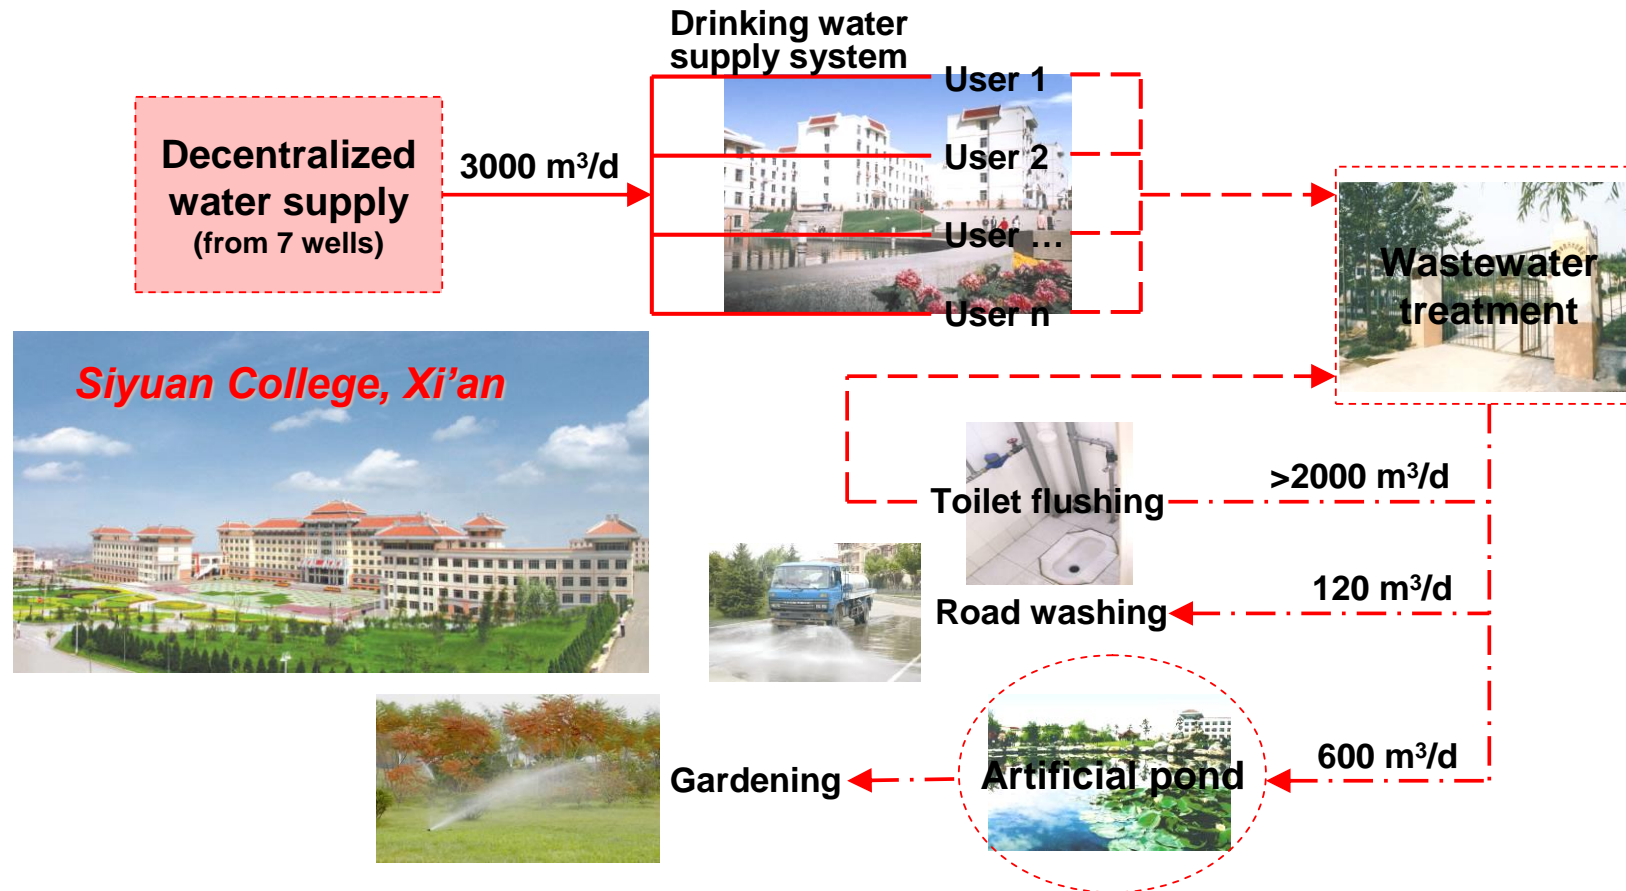 Drinking water
supply system
Decentralized
water supply
(from 7 wells)
3000 m³/d
User 1
User 2
User ...
User n
Wastewater
treatment
Siyuan College, Xi’an
Toilet flushing
>2000 m³/d
Road washing
120 m³/d
Gardening
Artificial pond
600 m³/d